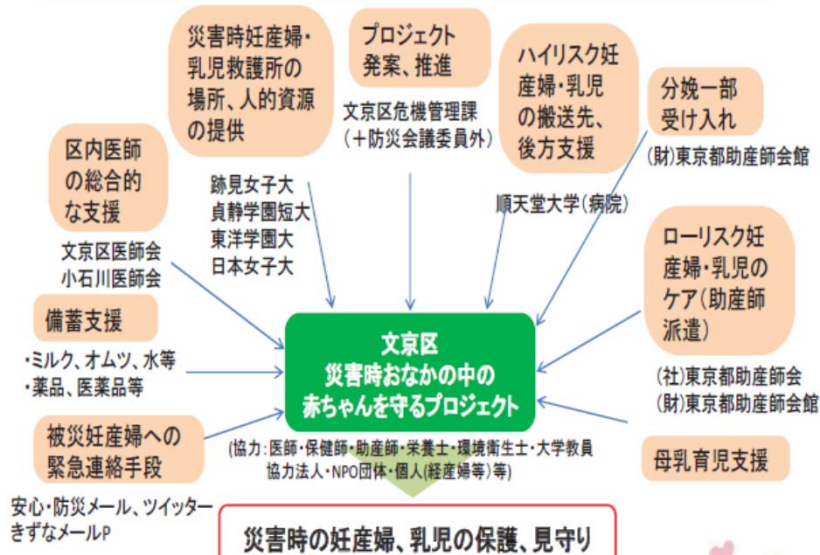 災害時妊産婦・
乳児救護所の
場所、人的資源
の提供
跡見女子大
貞静学園短大
東洋学園大
日本女子大
プロジェクト
発案、推進
文京区危機管理課
(+防災会議委員外)
ハイリスク妊
産婦・乳児
の搬送先、
後方支援
順天堂大学(病院)
分娩一部
受け入れ
(財)東京都助産師会館
区内医師
の総合的
な支援
文京区医師会
小石川医師会
ローリスク妊
産婦・乳児の
ケア(助産師
派遣)
(社)東京都助産師会
(財)東京都助産師会館
備蓄支援
・ミルク、オムツ、水等
・薬品、医薬品等
文京区
災害時おなかの中の
赤ちゃんを守るプロジェクト
(協力:医師・保健師・助産師・栄養士・環境衛生士・大学教員
協力法人・NPO団体・個人(経産婦等)等)
被災妊産婦への
緊急連絡手段
安心・防災メール、ツイッター
きずなメールP
母乳育児支援
災害時の妊産婦、乳児の保護、見守り